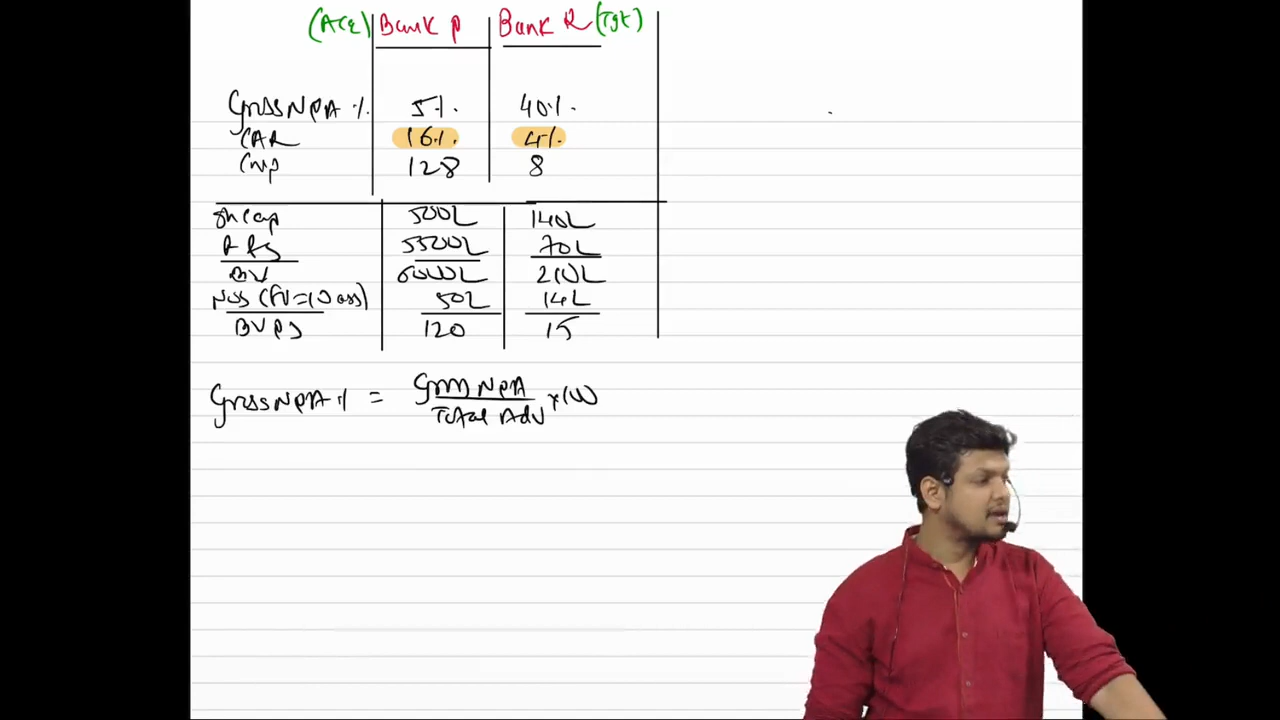 (Acq) Bank P Bank R (Tgt)
Gross NPA %. 5%. 40%.
CAR 16%. 4%.
Cmp 128 8
Sh cap 500L 140L
R & S 5500L 70L
BV 6000L 210L
NOS (FV=10 ass) 50L 14L
BVPS 120 15
Gross NPA % = Gross NPA / Total Adv × 100